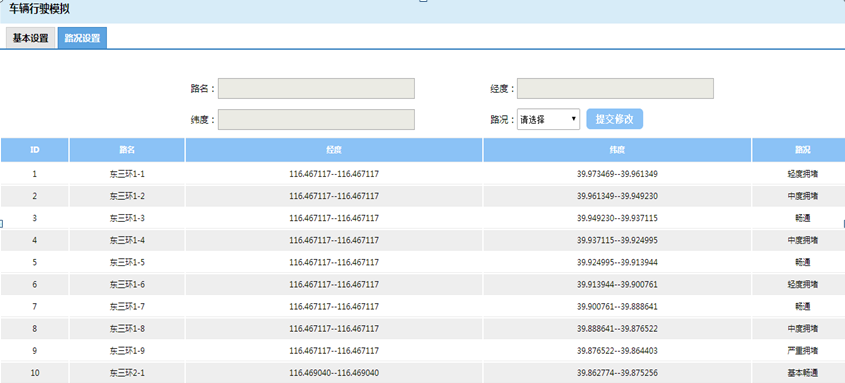 车辆行驶模拟
基本设置 路况设置
路名： 经度：
纬度： 路况： 请选择 提交修改
ID 路名 经度 纬度 路况
1 东三环1-1 116.467117--116.467117 39.973469--39.961349 轻度拥堵
2 东三环1-2 116.467117--116.467117 39.961349--39.949230 中度拥堵
3 东三环1-3 116.467117--116.467117 39.949230--39.937115 畅通
4 东三环1-4 116.467117--116.467117 39.937115--39.924995 中度拥堵
5 东三环1-5 116.467117--116.467117 39.924995--39.913944 畅通
6 东三环1-6 116.467117--116.467117 39.913944--39.900761 轻度拥堵
7 东三环1-7 116.467117--116.467117 39.900761--39.888641 畅通
8 东三环1-8 116.467117--116.467117 39.888641--39.876522 中度拥堵
9 东三环1-9 116.467117--116.467117 39.876522--39.864403 严重拥堵
10 东三环2-1 116.469040--116.469040 39.862774--39.875256 基本畅通